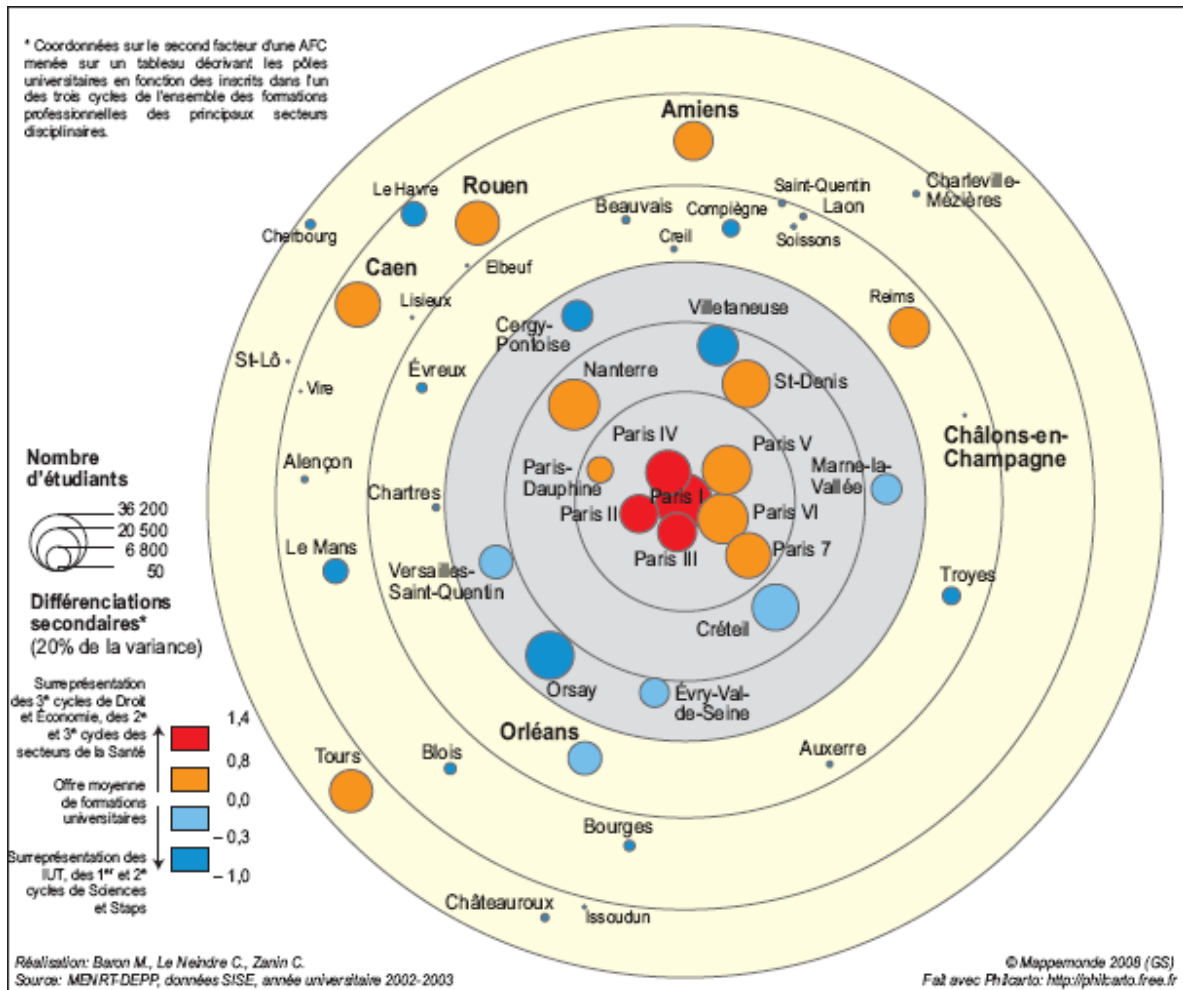 * Coordonnées sur le second facteur d'une AFC
menée sur un tableau décrivant les pôles
universitaires en fonction des inscrits dans l'un
des trois cycles de l'ensemble des formations
professionnelles des principaux secteurs
disciplinaires.
Amiens
Le Havre
Rouen
Cherbourg
Beauvais
Compiègne
Saint-Quentin
Laon
Soissons
Charleville-
Mézières
Creil
Elbeuf
Caen
Lisieux
Reims
Cergy-
Pontoise
Villetaneuse
St-Lô
Vire
Évreux
Nanterre
St-Denis
Châlons-en-
Champagne
Paris IV
Paris V
Paris-
Dauphine
Paris I
Marne-la-
Vallée
Paris II
Paris VI
Paris III
Paris 7
Alençon
Chartres
Le Mans
Versailles-
Saint-Quentin
Troyes
Créteil
Orsay
Évry-Val-
de-Seine
Orléans
Tours
Blois
Auxerre
Bourges
Châteauroux
Issoudun
Nombre
d'étudiants
36 200
20 500
6 800
50
Différenciations
secondaires*
(20% de la variance)
Surreprésentation
des 3e cycles de Droit
et Économie, des 2e
et 3e cycles des
secteurs de la Santé
Offre moyenne
de formations
universitaires
Surreprésentation des
IUT, des 1er et 2e
cycles de Sciences
et Staps
1,4
0,8
0,0
– 0,3
– 1,0
Réalisation: Baron M., Le Neindre C., Zanin C.
Source: MENRT-DEPP, données SISE, année universitaire 2002-2003
© Mappemonde 2008 (GS)
Fait avec Philcarto: http://philcarto.free.fr